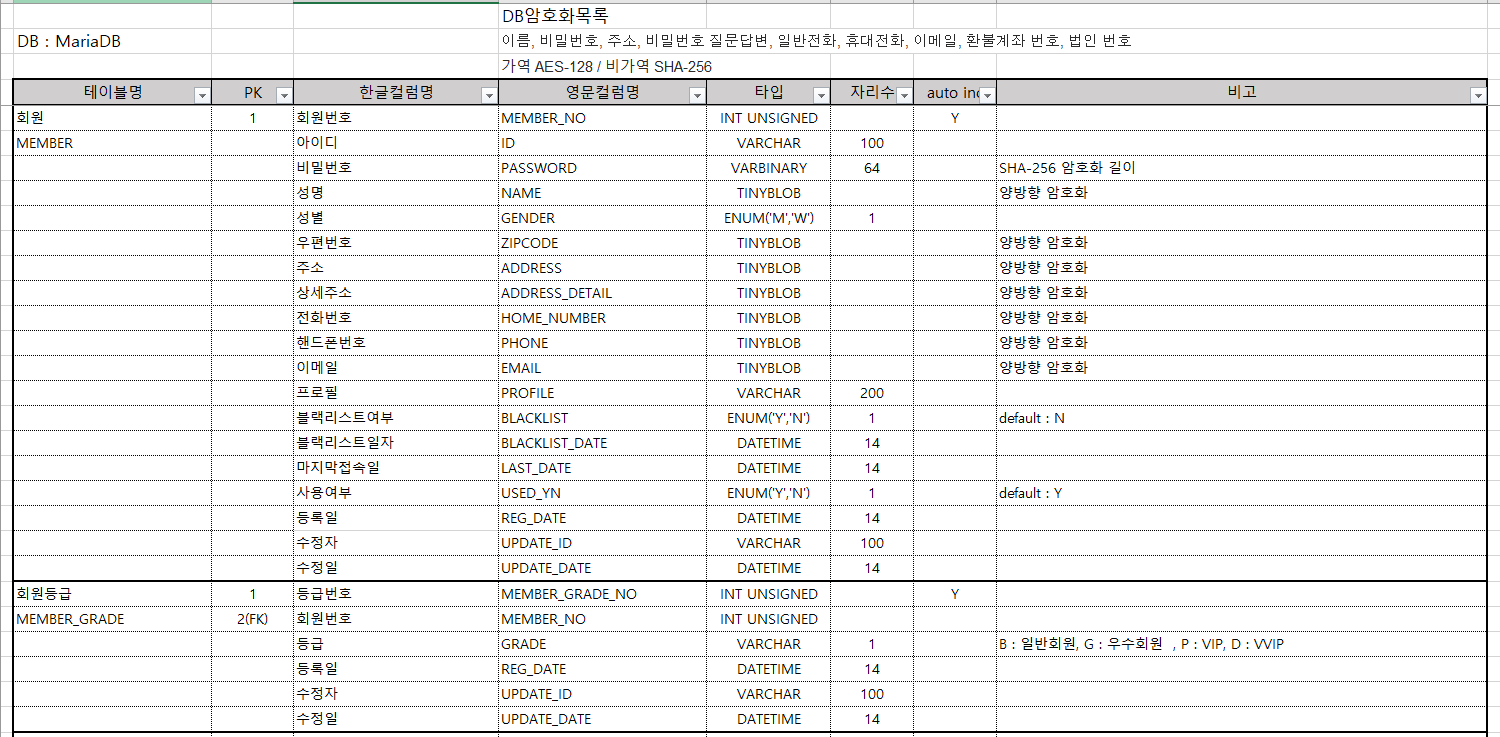 DB암호화목록
DB : MariaDB 이름, 비밀번호, 주소, 비밀번호 질문답변, 일반전화, 휴대전화, 이메일, 환불계좌 번호, 법인 번호
가역 AES-128 / 비가역 SHA-256
테이블명 PK 한글컬럼명 영문컬럼명 타입 자리수 auto inc 비고
회원 1 회원번호 MEMBER_NO INT UNSIGNED Y
MEMBER 아이디 ID VARCHAR 100
비밀번호 PASSWORD VARBINARY 64 SHA-256 암호화 길이
성명 NAME TINYBLOB 양방향 암호화
성별 GENDER ENUM('M','W') 1
우편번호 ZIPCODE TINYBLOB 양방향 암호화
주소 ADDRESS TINYBLOB 양방향 암호화
상세주소 ADDRESS_DETAIL TINYBLOB 양방향 암호화
전화번호 HOME_NUMBER TINYBLOB 양방향 암호화
핸드폰번호 PHONE TINYBLOB 양방향 암호화
이메일 EMAIL TINYBLOB 양방향 암호화
프로필 PROFILE VARCHAR 200
블랙리스트여부 BLACKLIST ENUM('Y','N') 1 default : N
블랙리스트일자 BLACKLIST_DATE DATETIME 14
마지막접속일 LAST_DATE DATETIME 14
사용여부 USED_YN ENUM('Y','N') 1 default : Y
등록일 REG_DATE DATETIME 14
수정자 UPDATE_ID VARCHAR 100
수정일 UPDATE_DATE DATETIME 14
회원등급 1 등급번호 MEMBER_GRADE_NO INT UNSIGNED Y
MEMBER_GRADE 2(FK) 회원번호 MEMBER_NO INT UNSIGNED
등급 GRADE VARCHAR 1 B : 일반회원, G : 우수회원 , P : VIP, D : VVIP
등록일 REG_DATE DATETIME 14
수정자 UPDATE_ID VARCHAR 100
수정일 UPDATE_DATE DATETIME 14